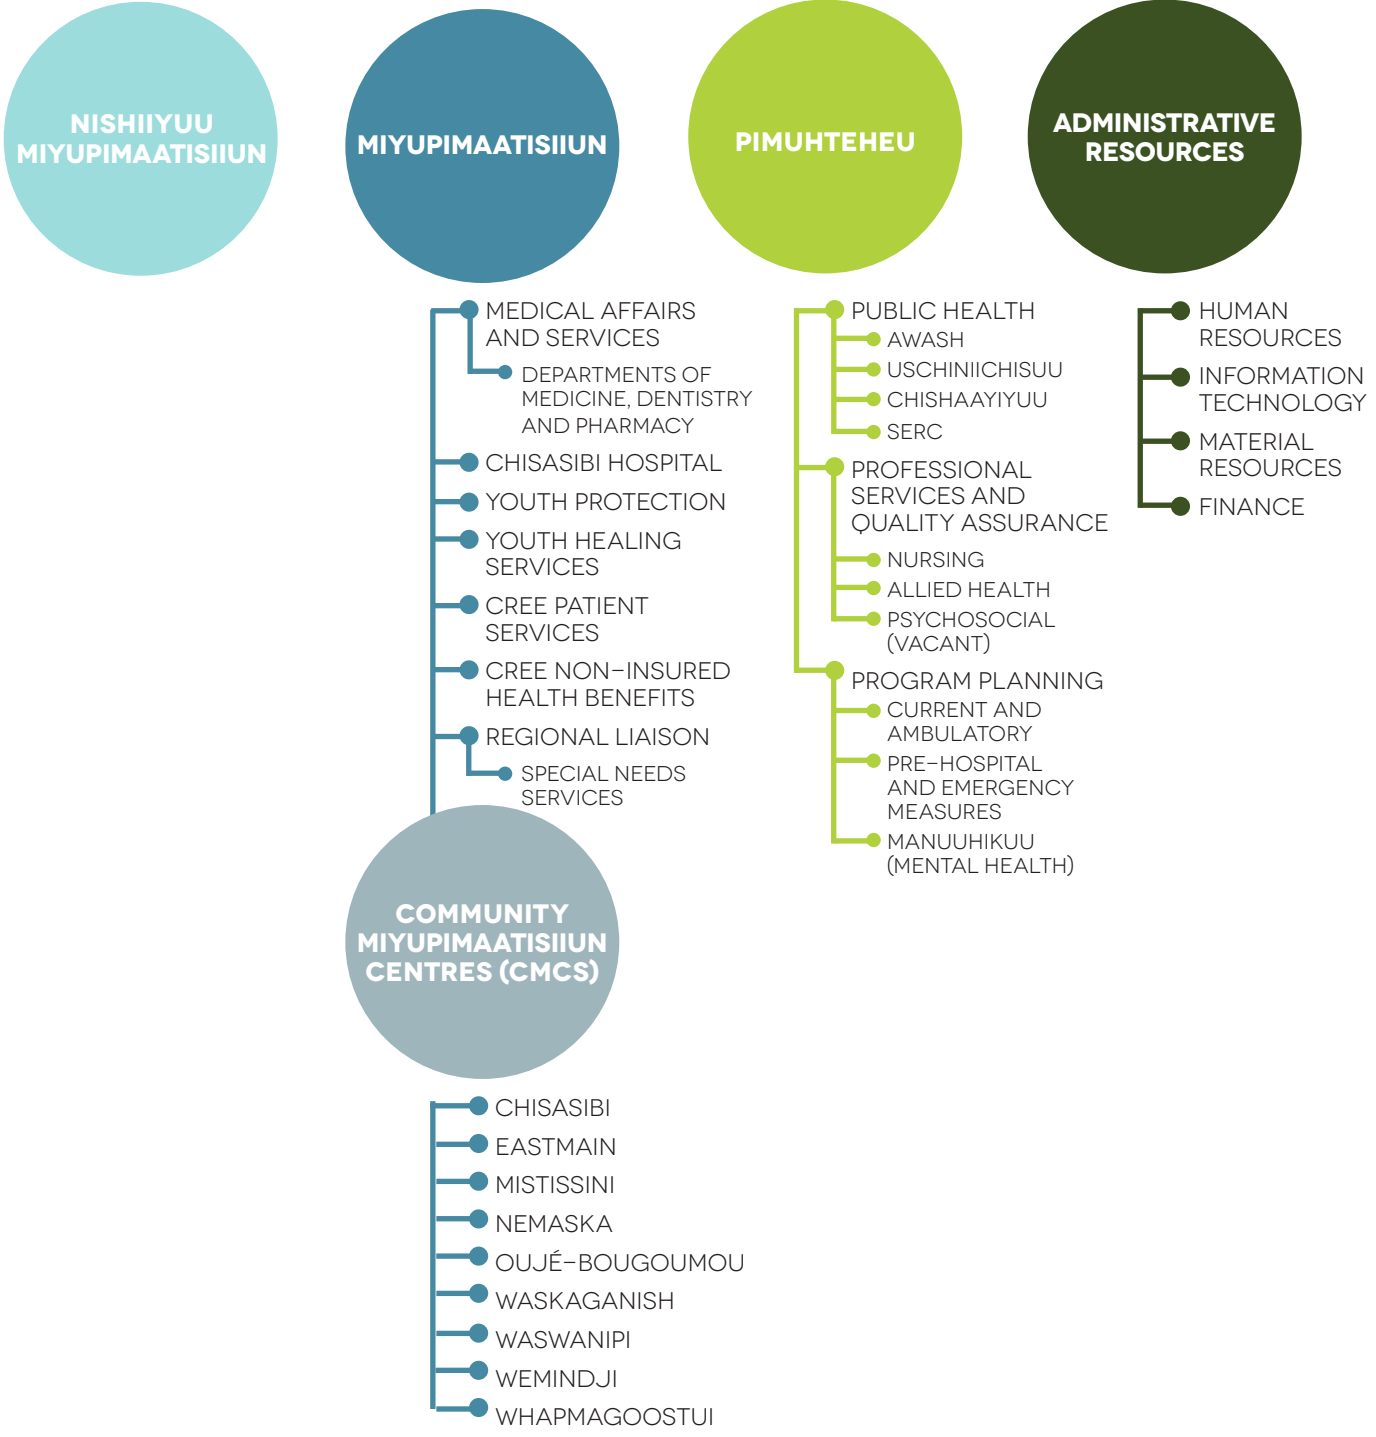 NISHIIYUU
MIYUPIMAATISIIUN
MIYUPIMAATISIIUN
MEDICAL AFFAIRS
AND SERVICES
DEPARTMENTS OF
MEDICINE, DENTISTRY
AND PHARMACY
CHISASIBI HOSPITAL
YOUTH PROTECTION
YOUTH HEALING
SERVICES
CREE PATIENT
SERVICES
CREE NON-INSURED
HEALTH BENEFITS
REGIONAL LIAISON
SPECIAL NEEDS
SERVICES
COMMUNITY
MIYUPIMAATISIIUN
CENTRES (CMCS)
CHISASIBI
EASTMAIN
MISTISSINI
NEMASKA
OUJÉ-BOUGOUMOU
WASKAGANISH
WASWANIPI
WEMINDJI
WHAPMAGOOSTUI
PIMUHTEHEU
PUBLIC HEALTH
AWASH
USCHINIICHISUU
CHISHAAYIYUU
SERC
PROFESSIONAL
SERVICES AND
QUALITY ASSURANCE
NURSING
ALLIED HEALTH
PSYCHOSOCIAL
(VACANT)
PROGRAM PLANNING
CURRENT AND
AMBULATORY
PRE-HOSPITAL
AND EMERGENCY
MEASURES
MANUUHIKUU
(MENTAL HEALTH)
ADMINISTRATIVE
RESOURCES
HUMAN
RESOURCES
INFORMATION
TECHNOLOGY
MATERIAL
RESOURCES
FINANCE